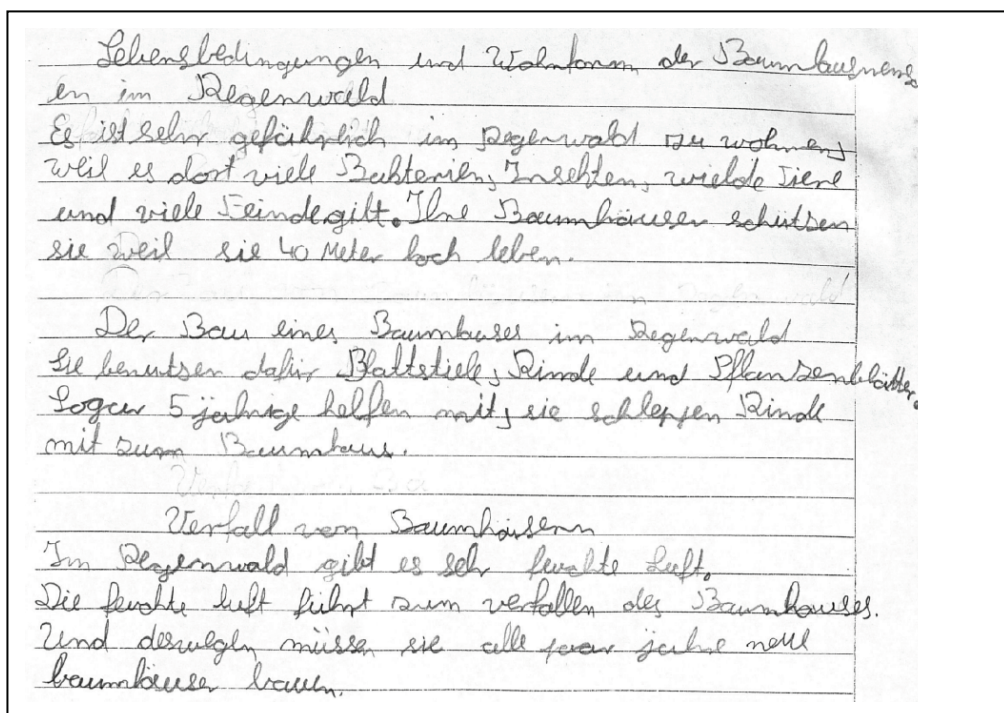 Lebensbedingungen und Wohnform der Baummens
en im Regenwald
Es ist sehr gefährlich im Regenwald zu wohnen,
weil es dort viele Bakterien, Insekten, wielde Tiere
und viele Feinde gibt. Ihre Baumhäuser schützen
sie weil sie 40 Meter hoch leben.
Der Bau eines Baumhauses im Regenwald
Sie benutsen dafür Blattstiele, Rinde und Pflanzenblätter.
Sogar 5 jährige helfen mit, sie schleppen Rinde
mit zum Baumhaus.
Verfall von Baumhäusern
Im Regenwald gibt es sehr feuchte Luft.
Die feuchte luft führt zum verfallen des Baumhauses.
Und deswegen müssen sie alle paar jahre neue
baumhäuser bauen.